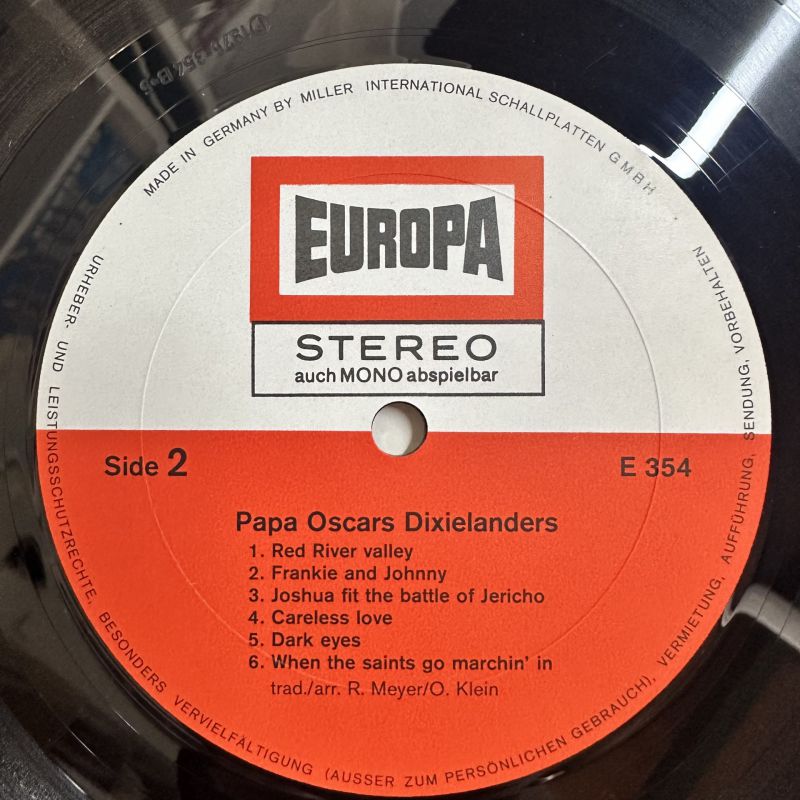 MADE IN GERMANY BY MILLER INTERNATIONAL SCHALLPLATTEN GMBH
EUROPA
STEREO
auch MONO abspielbar
Side 2
E 354
Papa Oscars Dixielanders
1. Red River valley
2. Frankie and Johnny
3. Joshua fit the battle of Jericho
4. Careless love
5. Dark eyes
6. When the saints go marchin' in
trad./arr. R. Meyer/O. Klein
URHEBER- UND LEISTUNGSSCHUTZRECHTE, BESONDERS VERVIELFÄLTIGUNG (AUSSER ZUM PERSÖNLICHEN GEBRAUCH), VERMIETUNG, AUFFÜHRUNG, SENDUNG, VORBEHALTEN